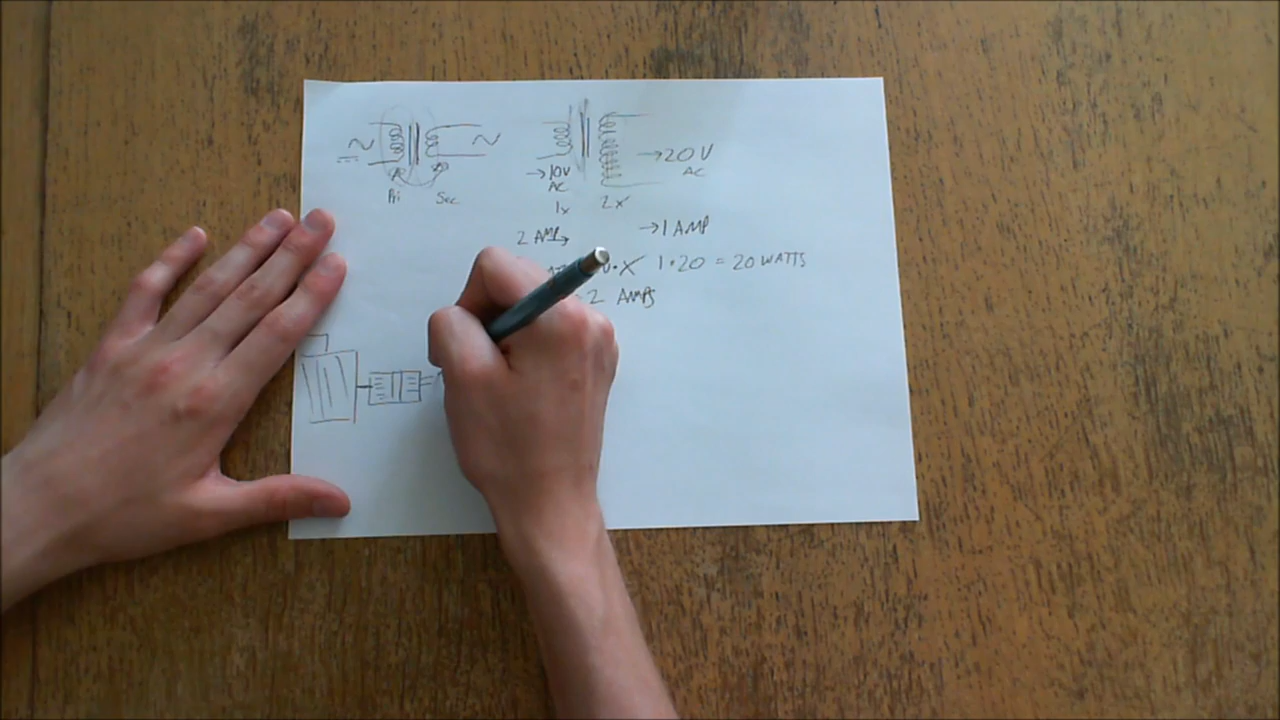 Pri Sec
→10V
AC
→20V
AC
1x 2x
2 AMP→ →1 AMP
1•20 = 20 WATTS
2 AMPS